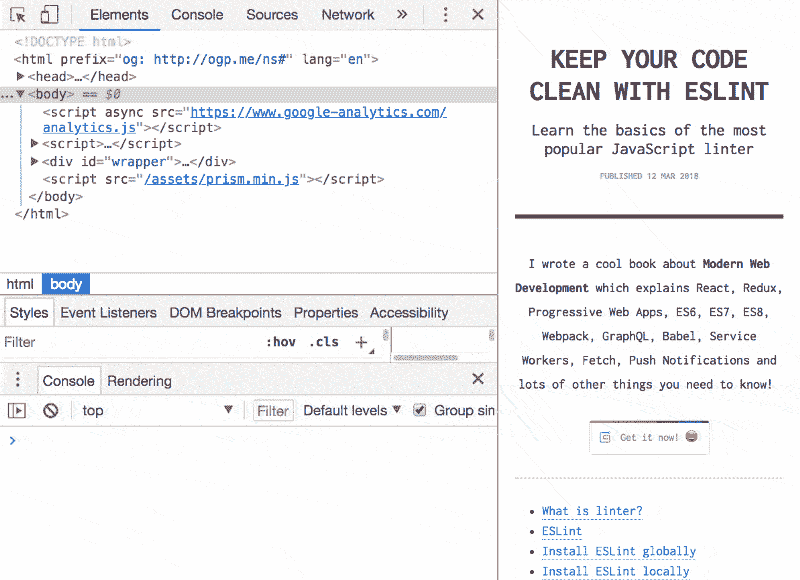 Elements Console Sources Network »
<!DOCTYPE html>
<html prefix="og: http://ogp.me/ns#" lang="en">
<head>…</head>
...▼<body> == $0
<script async src="https://www.google-analytics.com/
analytics.js"></script>
<script>…</script>
<div id="wrapper">…</div>
<script src="/assets/prism.min.js"></script>
</body>
</html>
html body
Styles Event Listeners DOM Breakpoints Properties Accessibility
Filter :hov .cls +
Console Rendering
top Filter Default levels Group sin
KEEP YOUR CODE
CLEAN WITH ESLINT
Learn the basics of the most
popular JavaScript linter
PUBLISHED 12 MAR 2018
I wrote a cool book about Modern Web
Development which explains React, Redux,
Progressive Web Apps, ES6, ES7, ES8,
Webpack, GraphQL, Babel, Service
Workers, Fetch, Push Notifications and
lots of other things you need to know!
Get it now!
What is linter?
ESLint
Install ESLint globally
Install ESLint locally